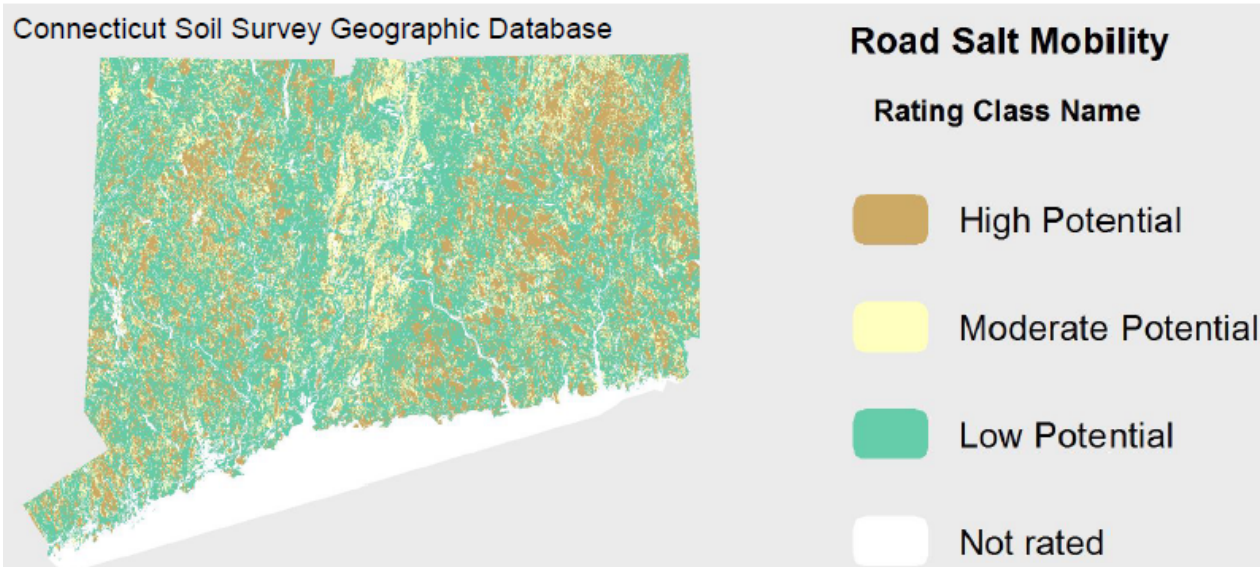 Connecticut Soil Survey Geographic Database
Road Salt Mobility
Rating Class Name
High Potential
Moderate Potential
Low Potential
Not rated